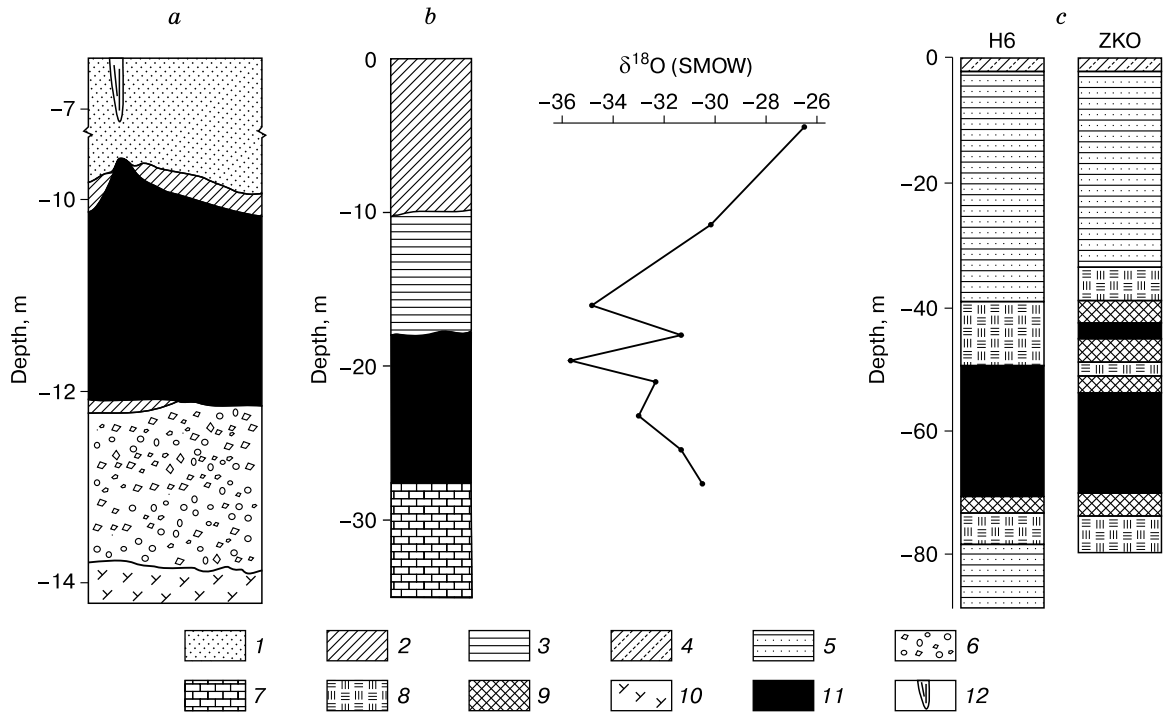 a
b
c
−7
−10
−12
−14
Depth, m
0
−10
−20
−30
Depth, m
δ18O (SMOW)
−36 −34 −32 −30 −28 −26
H6 ZKO
0
−20
−40
−60
−80
Depth, m
1 2 3 4 5 6
7 8 9 10 11 12